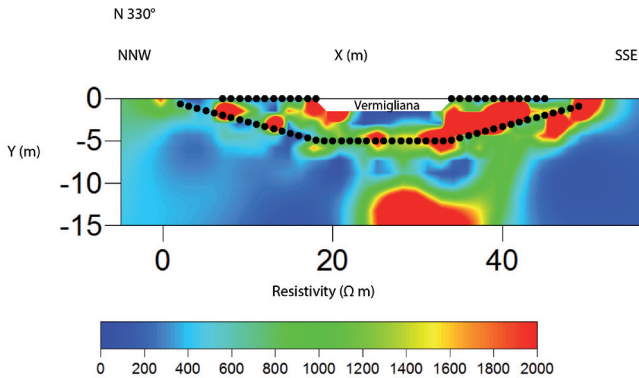 N 330°
NNW X (m) SSE
0
Vermigliana
-5
Y (m)
-10
-15
0 20 40
Resistivity (Ω m)
0 200 400 600 800 1000 1200 1400 1600 1800 2000